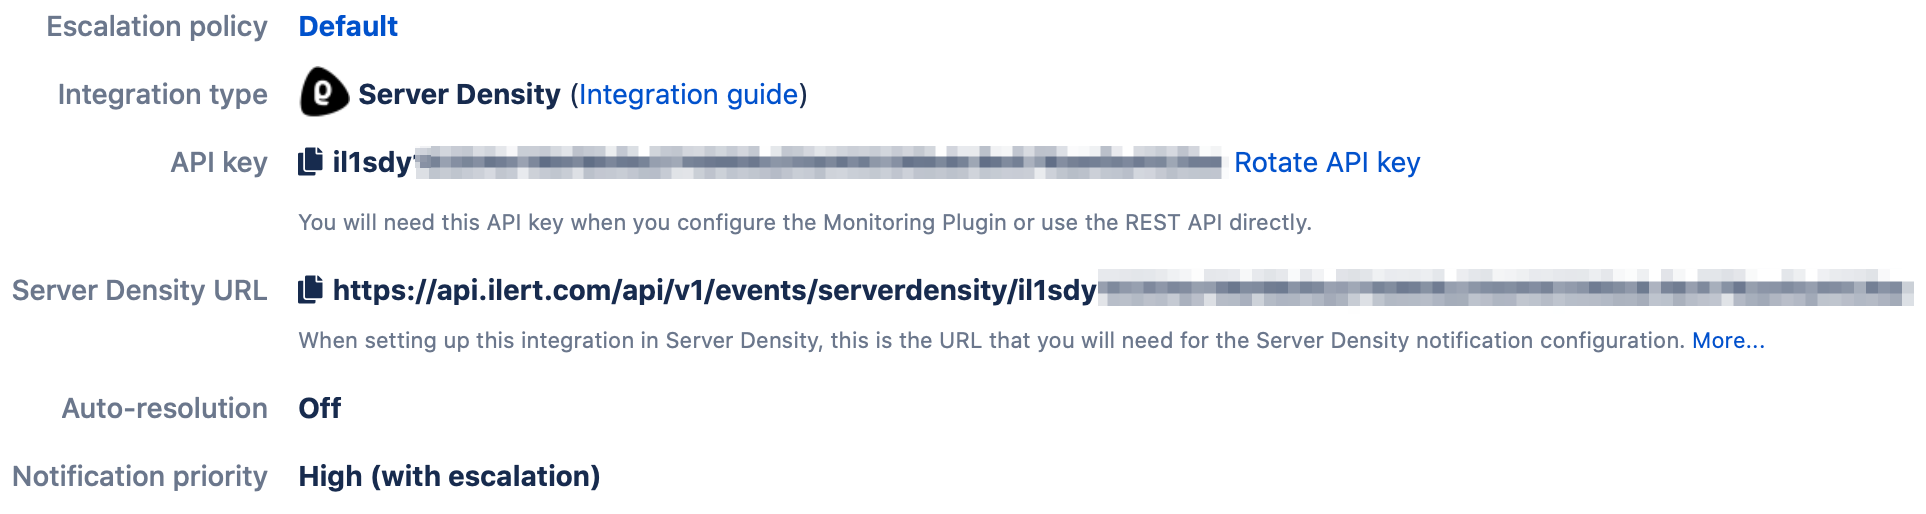 Escalation policy Default
Integration type Server Density (Integration guide)
API key il1sdy Rotate API key
You will need this API key when you configure the Monitoring Plugin or use the REST API directly.
Server Density URL https://api.ilert.com/api/v1/events/serverdensity/il1sdy
When setting up this integration in Server Density, this is the URL that you will need for the Server Density notification configuration. More...
Auto-resolution Off
Notification priority High (with escalation)